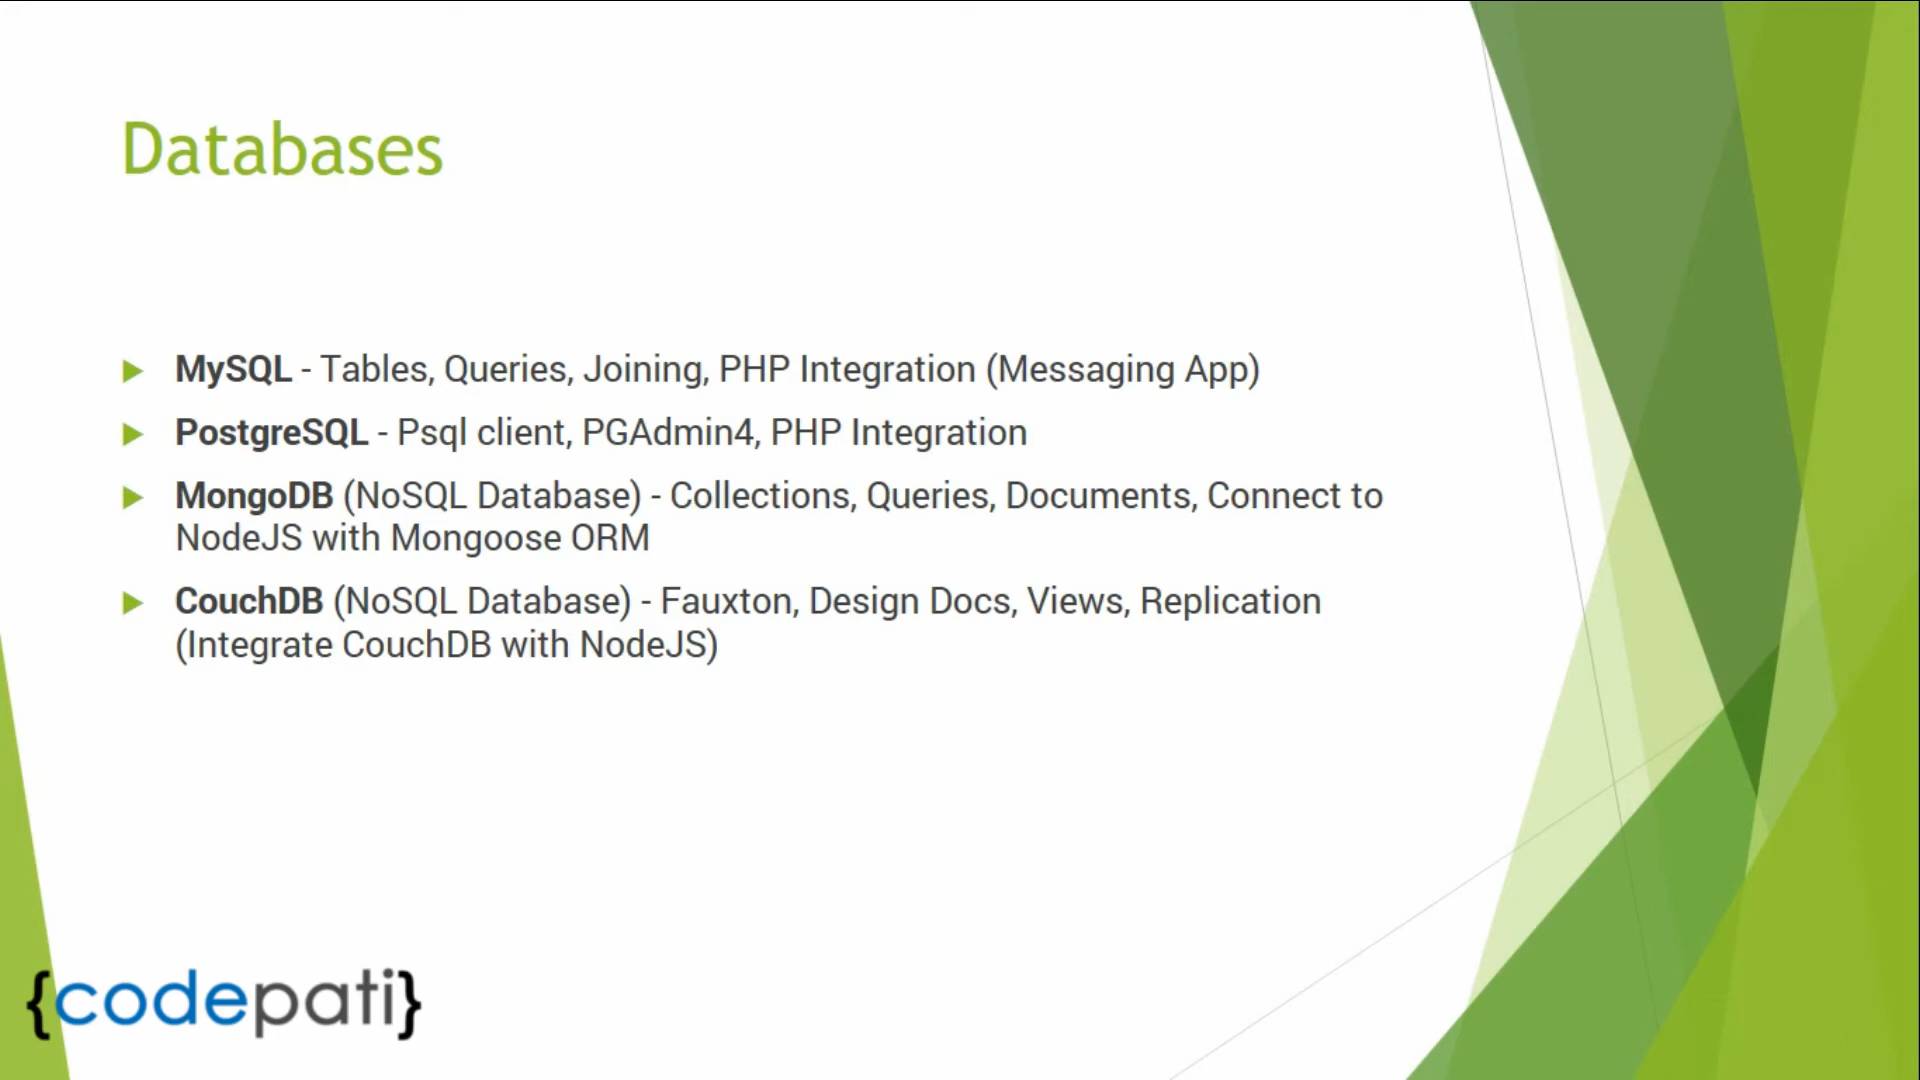 Databases
MySQL - Tables, Queries, Joining, PHP Integration (Messaging App)
PostgreSQL - Psql client, PGAdmin4, PHP Integration
MongoDB (NoSQL Database) - Collections, Queries, Documents, Connect to
NodeJS with Mongoose ORM
CouchDB (NoSQL Database) - Fauxton, Design Docs, Views, Replication
(Integrate CouchDB with NodeJS)
{codepati}